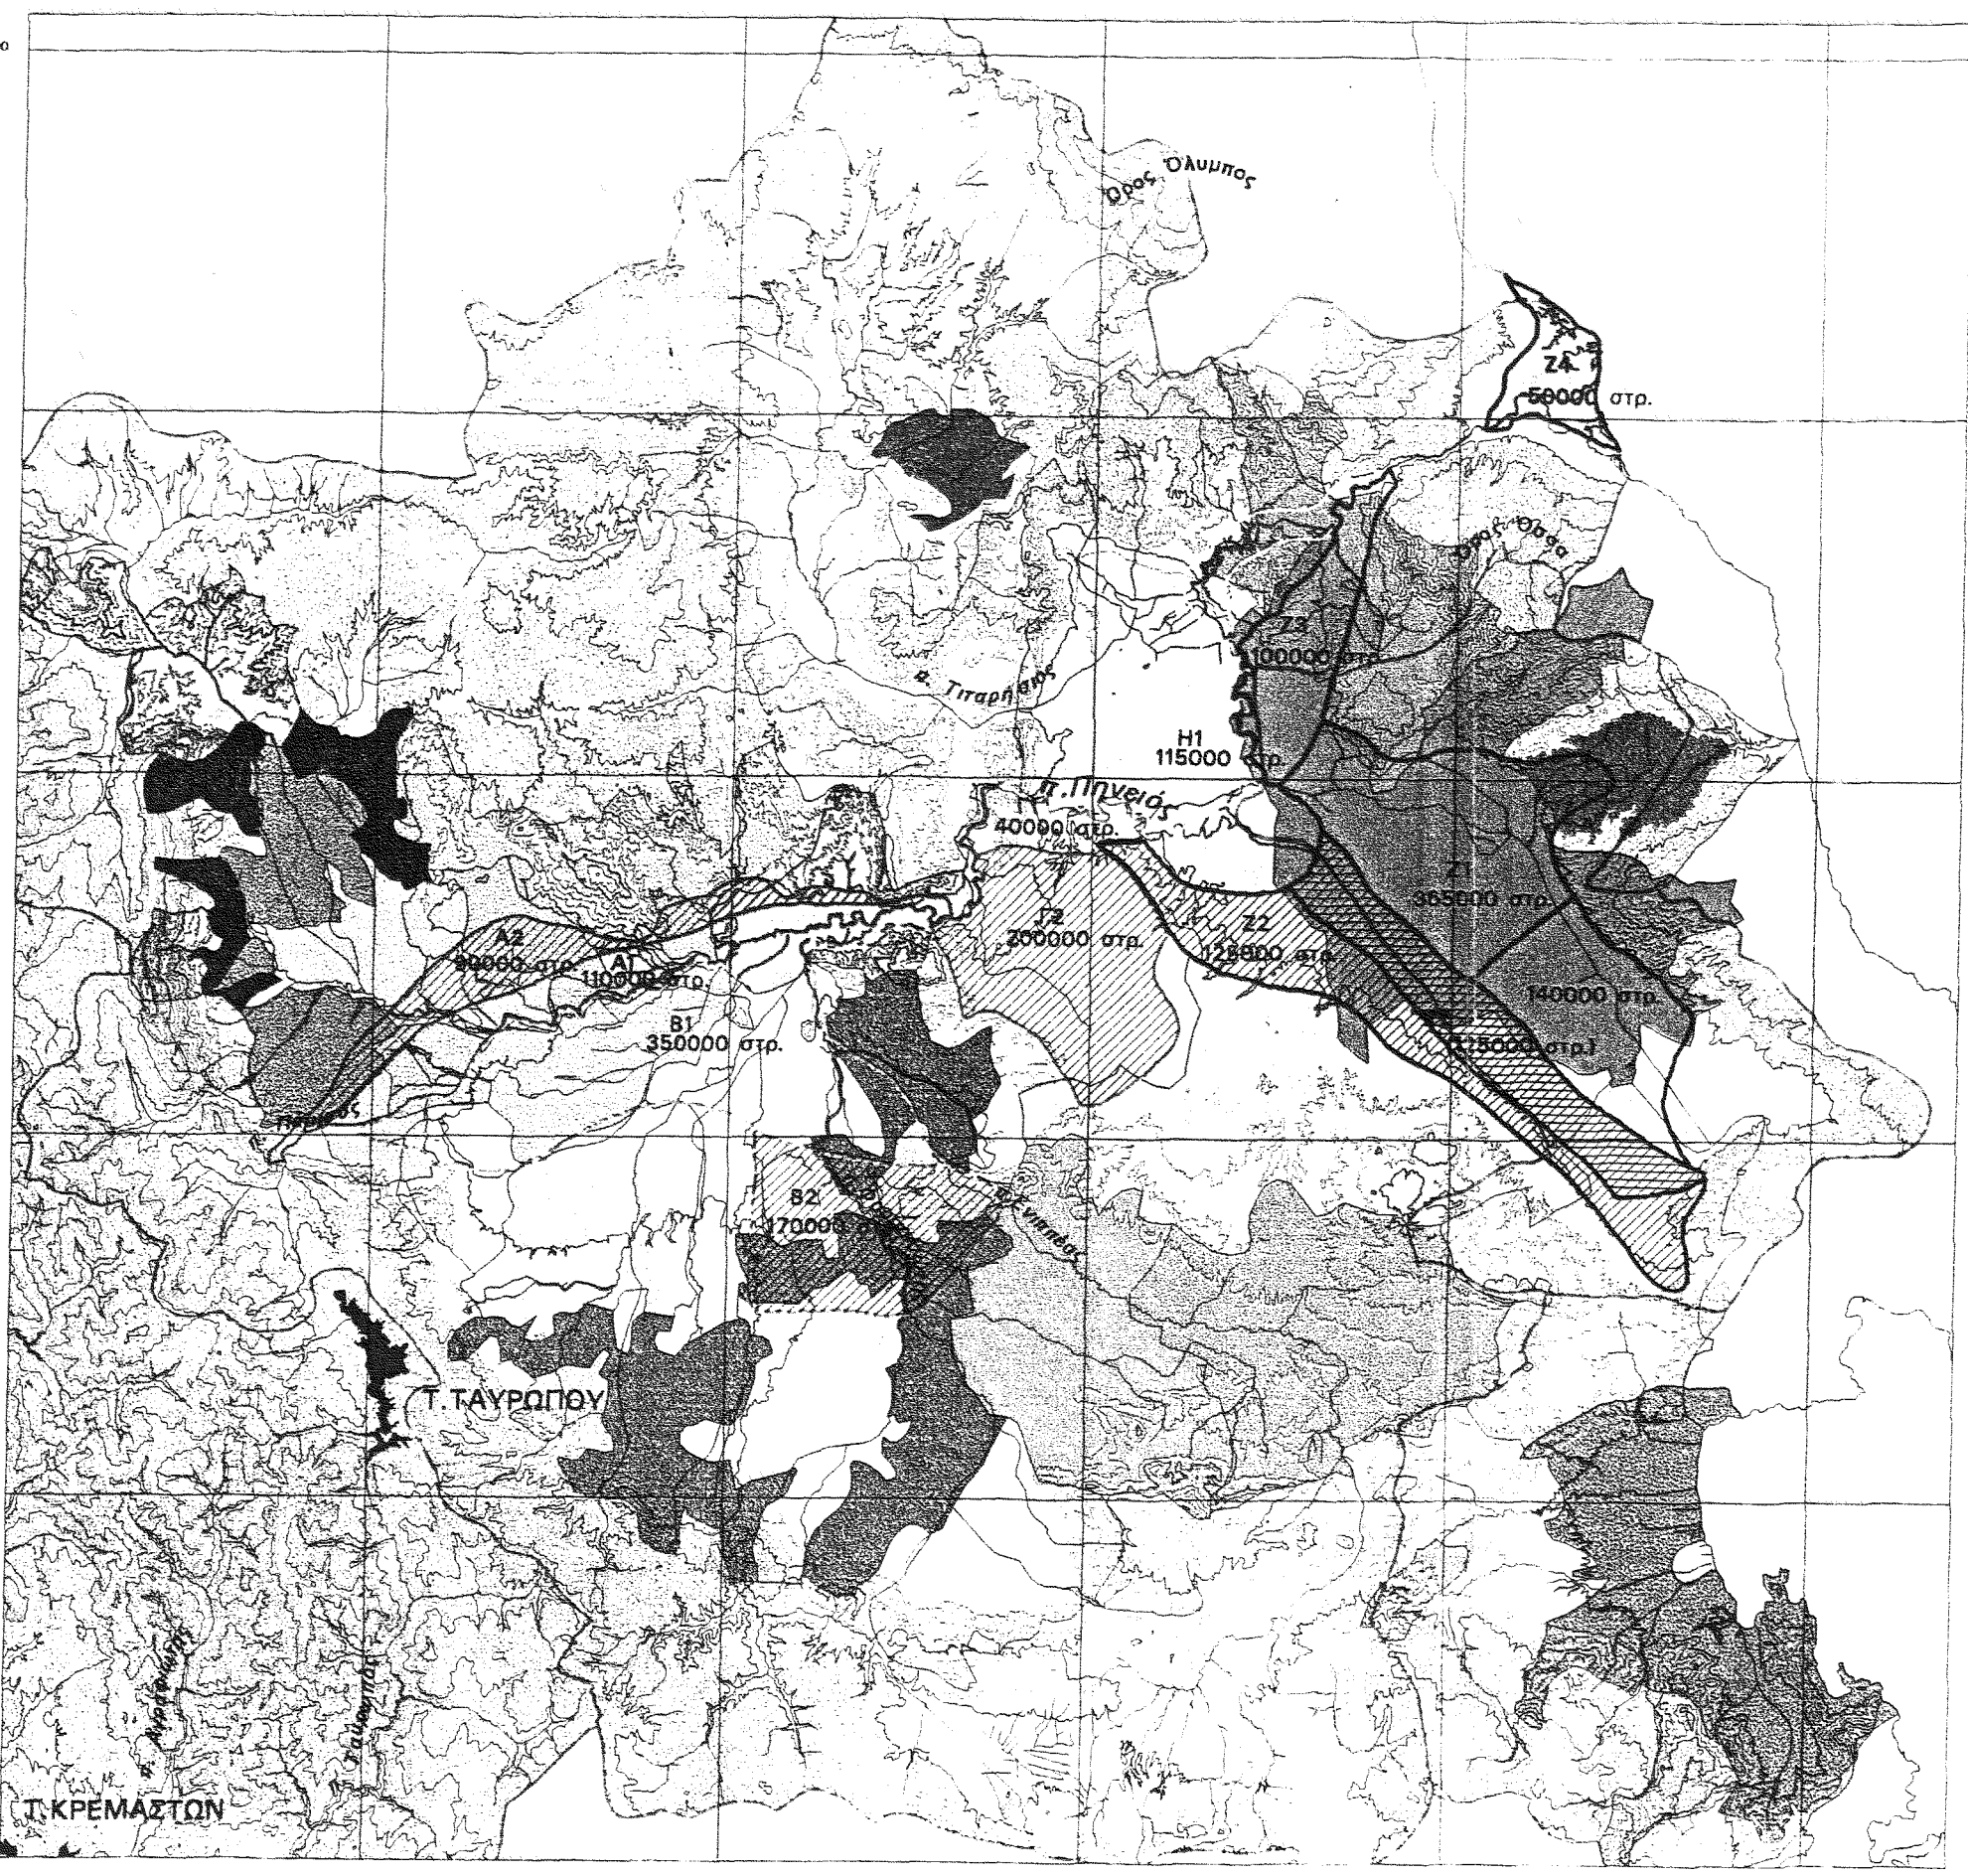 Όρος Όλυμπος
Z4
50000 στρ.
Όρος Όσσα
Z3
100000 στρ.
π. Τιταρήσιος
H1
115000 στρ.
π. Πηνειός
40000 στρ.
Z1
365000 στρ.
Γ2
200000 στρ.
Z2
125000 στρ.
A2
A1
110000 στρ.
140000 στρ.
B1
350000 στρ.
B2
170000
Τ. ΤΑΥΡΩΠΟΥ
Τ. ΚΡΕΜΑΣΤΩΝ